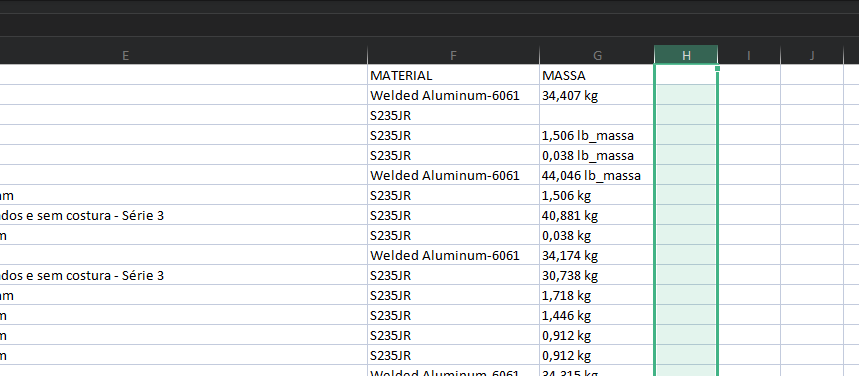 E F G H I J
MATERIAL MASSA
Welded Aluminum-6061 34,407 kg
S235JR
S235JR 1,506 lb_massa
S235JR 0,038 lb_massa
Welded Aluminum-6061 44,046 lb_massa
S235JR 1,506 kg
dos e sem costura - Série 3 S235JR 40,881 kg
m S235JR 0,038 kg
Welded Aluminum-6061 34,174 kg
dos e sem costura - Série 3 S235JR 30,738 kg
m S235JR 1,718 kg
m S235JR 1,446 kg
m S235JR 0,912 kg
m S235JR 0,912 kg
Welded Aluminum-6061 34,315 kg